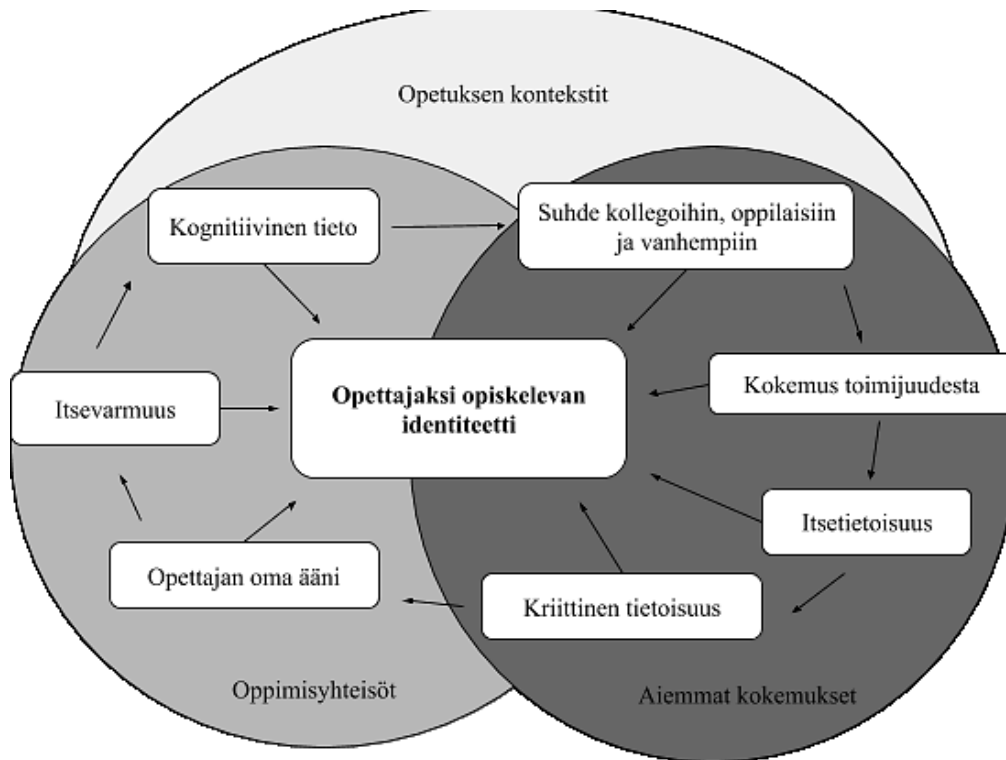 Opetuksen kontekstit
Kognitiivinen tieto
Suhde kollegoihin, oppilaisiin
ja vanhempiin
Opettajaksi opiskelevan
identiteetti
Itsevarmuus
Kokemus toimijuudesta
Itsetietoisuus
Opettajan oma ääni
Kriittinen tietoisuus
Oppimisyhteisöt
Aiemmat kokemukset